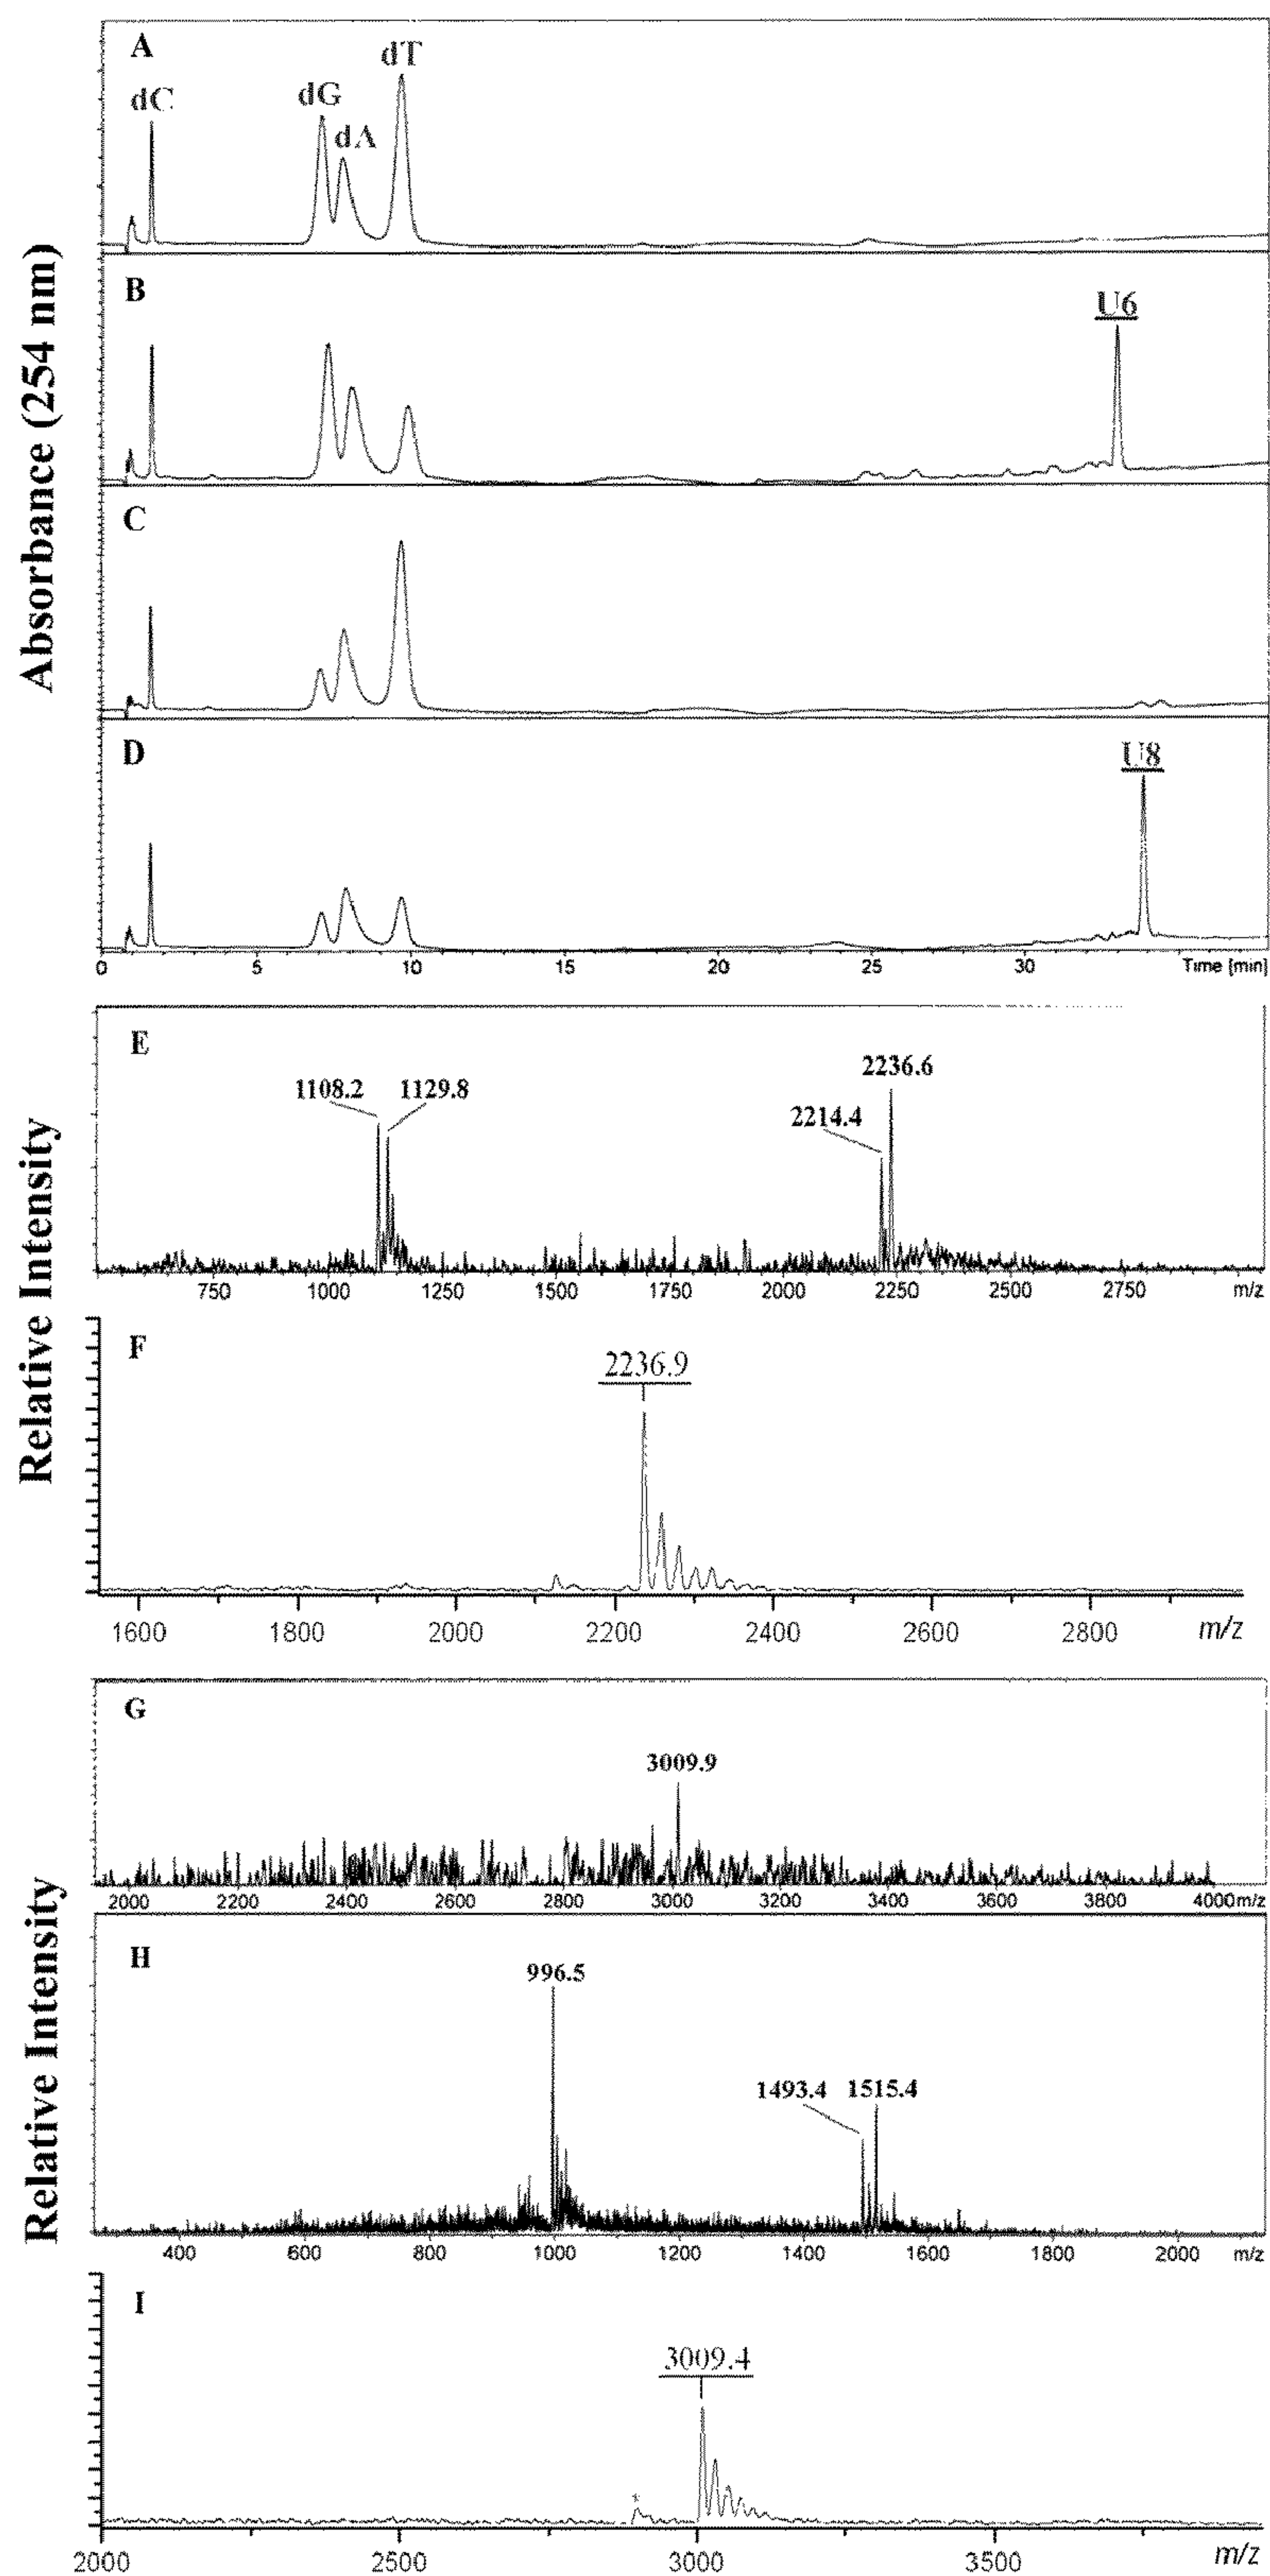 A
dT
dC
dG
dA
B
U6
C
D
U8
0 5 10 15 20 25 30 Time [min]
Absorbance (254 nm)
E
2236.6
1108.2 1129.8
2214.4
750 1000 1250 1500 1750 2000 2250 2500 2750 m/z
F
2236.9
1600 1800 2000 2200 2400 2600 2800 m/z
Relative Intensity
G
3009.9
2000 2200 2400 2600 2800 3000 3200 3400 3600 3800 4000m/z
H
996.5
1493.4 1515.4
400 600 800 1000 1200 1400 1600 1800 2000 m/z
I
3009.4
*
2000 2500 3000 3500 m/z
Relative Intensity